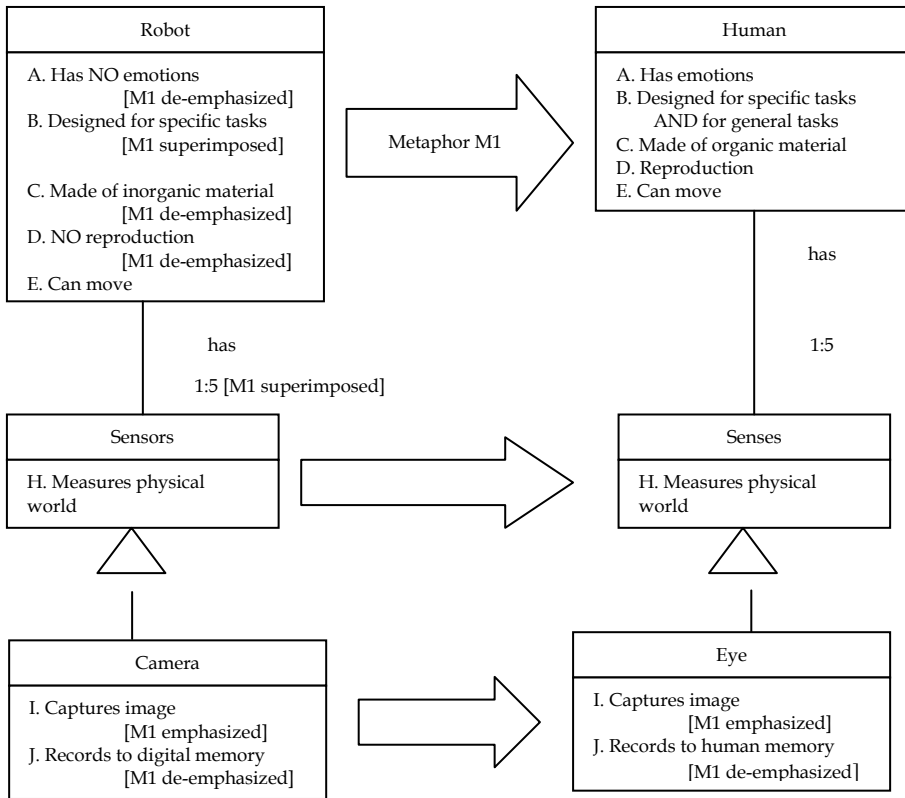 Robot
A. Has NO emotions
[M1 de-emphasized]
B. Designed for specific tasks
[M1 superimposed]
C. Made of inorganic material
[M1 de-emphasized]
D. NO reproduction
[M1 de-emphasized]
E. Can move
Metaphor M1
Human
A. Has emotions
B. Designed for specific tasks
AND for general tasks
C. Made of organic material
D. Reproduction
E. Can move
has
1:5 [M1 superimposed]
has
1:5
Sensors
H. Measures physical
world
Senses
H. Measures physical
world
Camera
I. Captures image
[M1 emphasized]
J. Records to digital memory
[M1 de-emphasized]
Eye
I. Captures image
[M1 emphasized]
J. Records to human memory
[M1 de-emphasized]